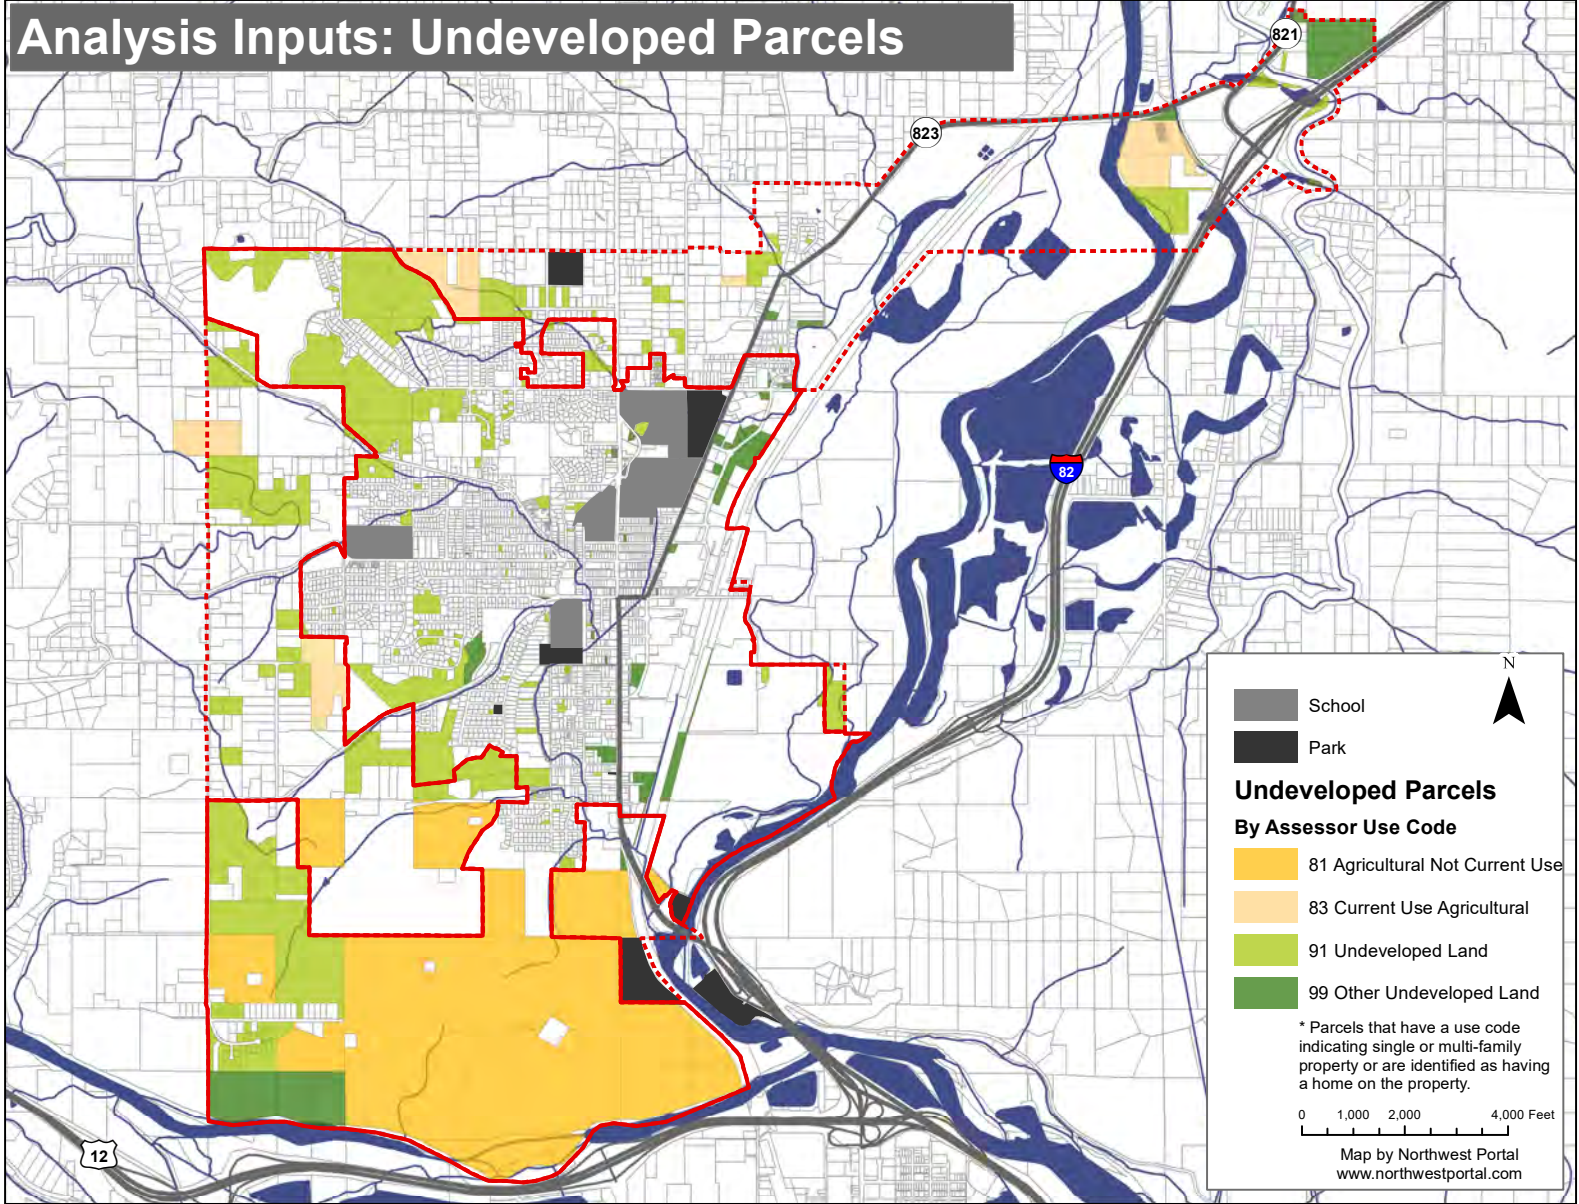 Analysis Inputs: Undeveloped Parcels
821
823
82
12
N
School
Park
Undeveloped Parcels
By Assessor Use Code
81 Agricultural Not Current Use
83 Current Use Agricultural
91 Undeveloped Land
99 Other Undeveloped Land
* Parcels that have a use code
indicating single or multi-family
property or are identified as having
a home on the property.
0 1,000 2,000 4,000 Feet
Map by Northwest Portal
www.northwestportal.com